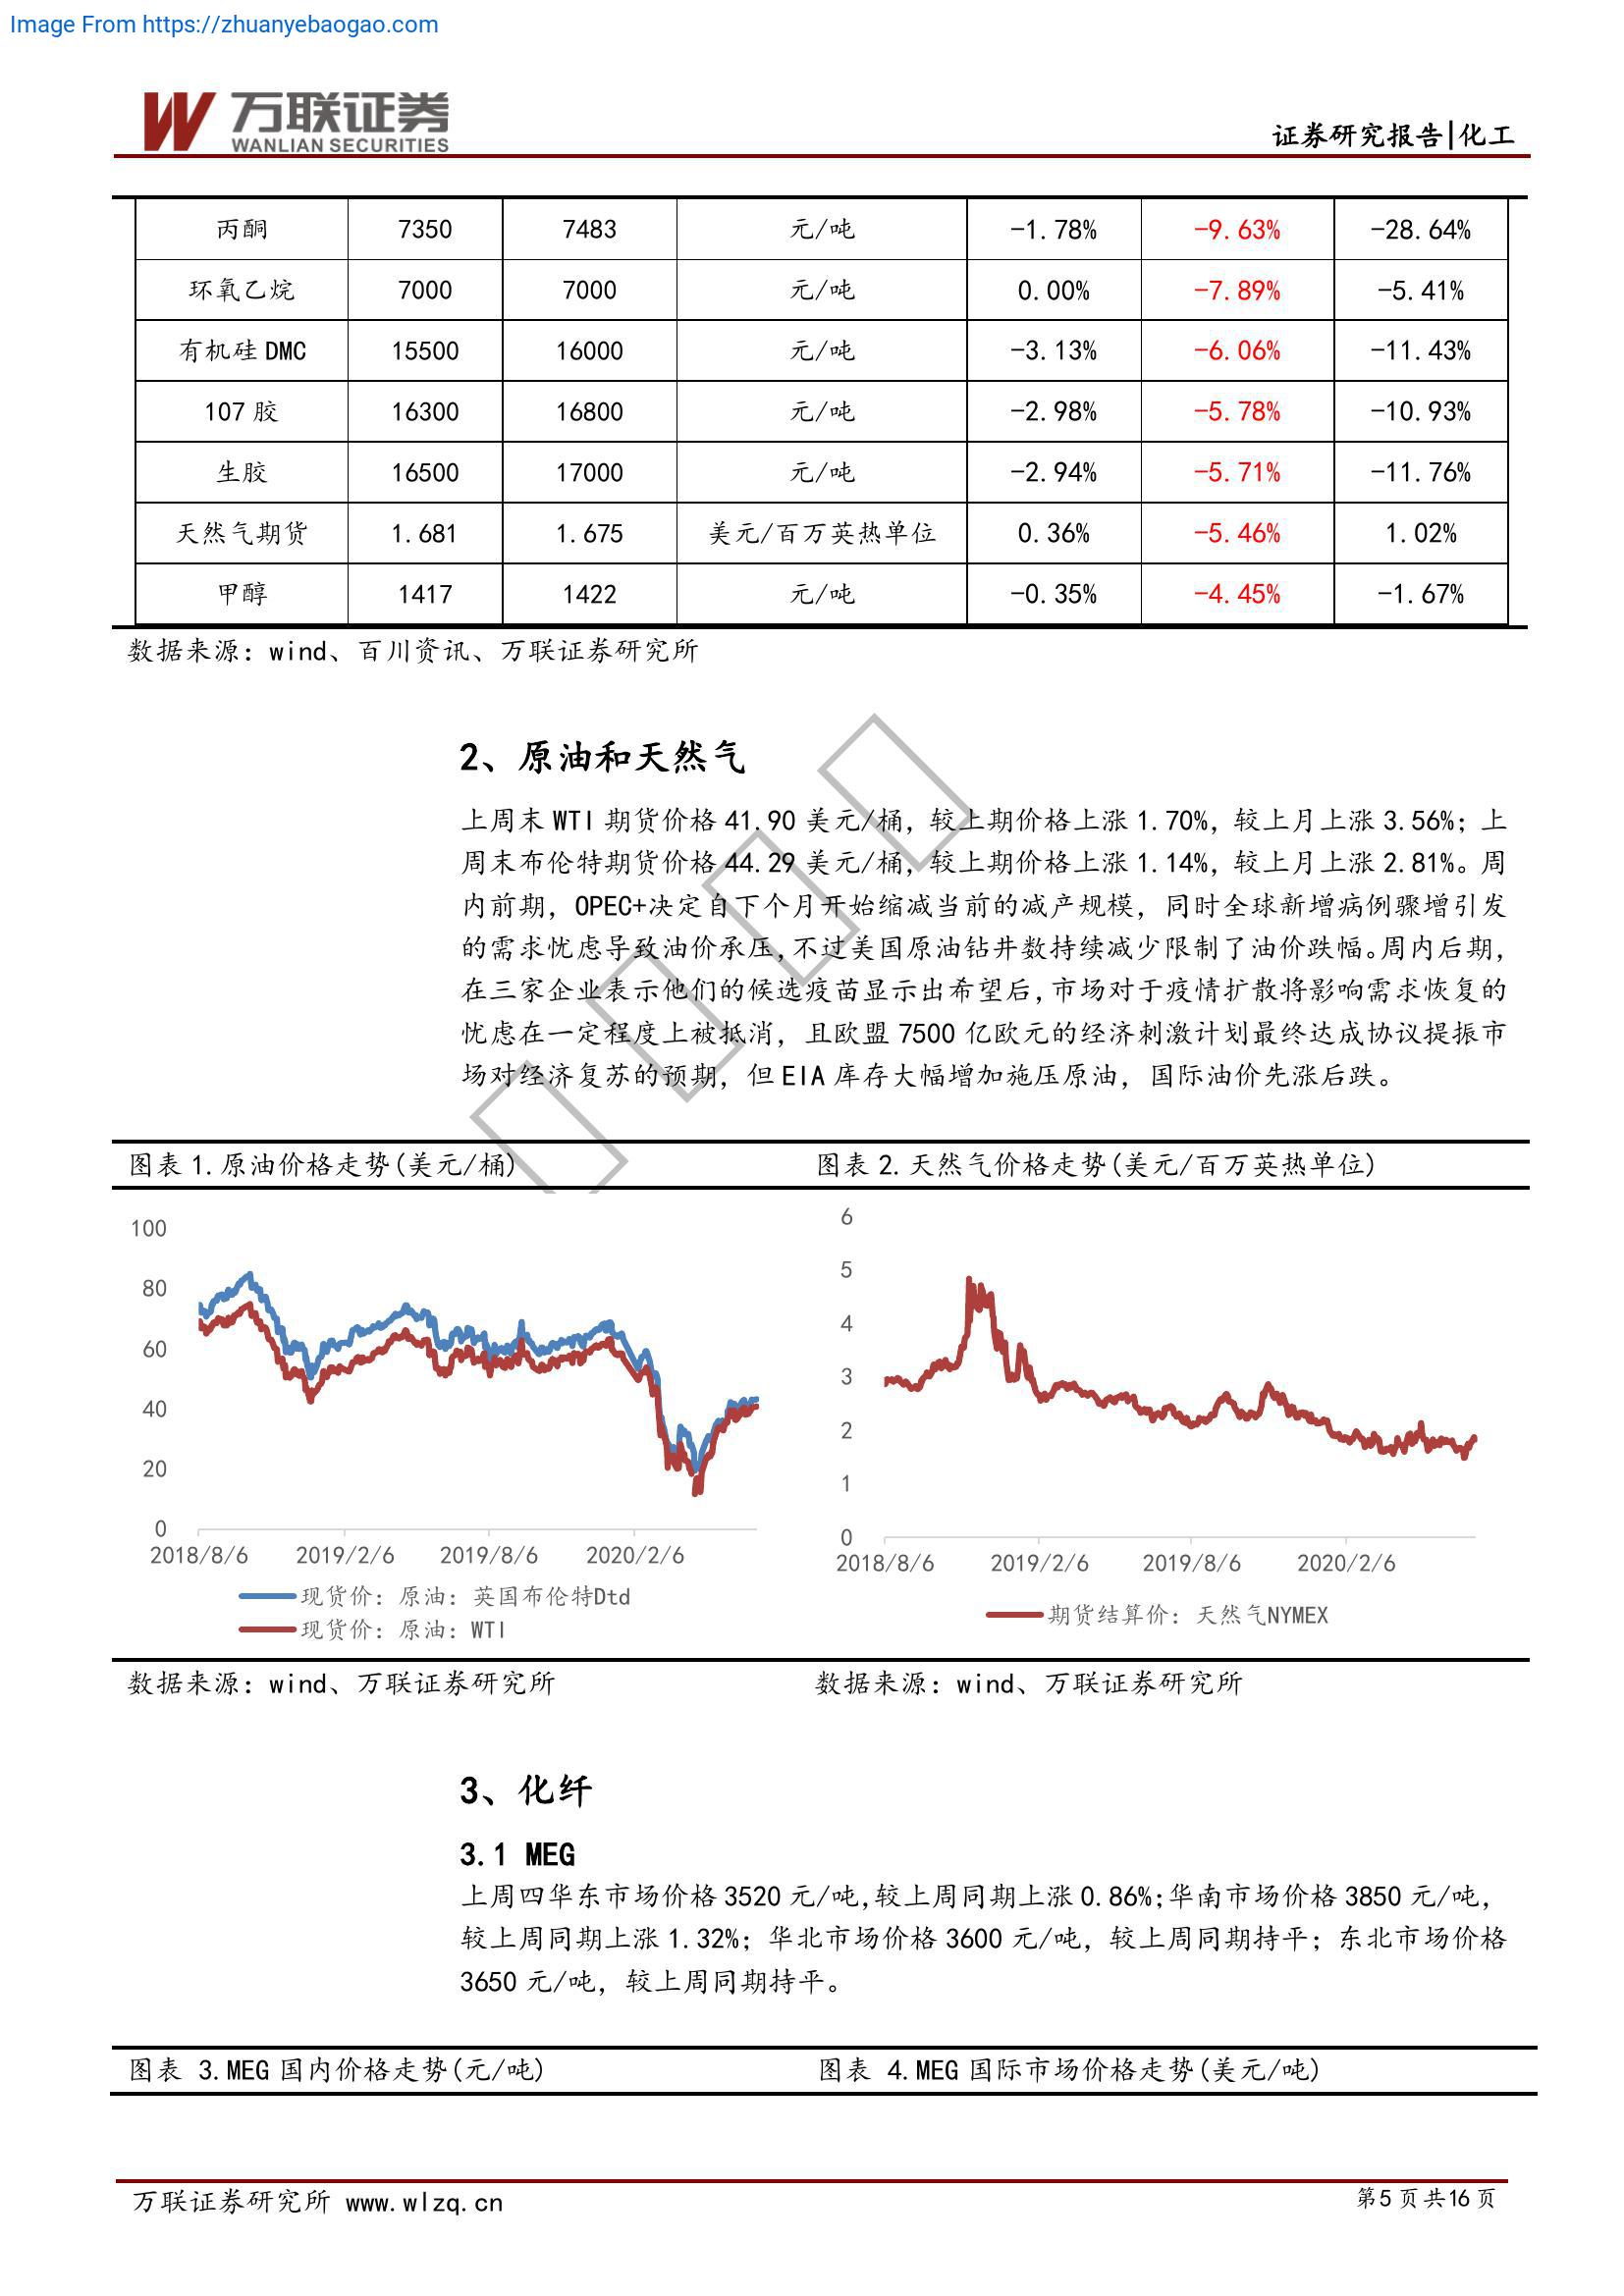 Image From https://zhuanyebaogao.com
万联证券
WANLIAN SECURITIES
证券研究报告|化工
丙酮 7350 7483 元/吨 -1.78% -9.63% -28.64%
环氧乙烷 7000 7000 元/吨 0.00% -7.89% -5.41%
有机硅 DMC 15500 16000 元/吨 -3.13% -6.06% -11.43%
107 胶 16300 16800 元/吨 -2.98% -5.78% -10.93%
生胶 16500 17000 元/吨 -2.94% -5.71% -11.76%
天然气期货 1.681 1.675 美元/百万英热单位 0.36% -5.46% 1.02%
甲醇 1417 1422 元/吨 -0.35% -4.45% -1.67%
数据来源：wind、百川资讯、万联证券研究所
2、原油和天然气
上周末 WTI 期货价格 41.90 美元/桶，较上期价格上涨 1.70%，较上月上涨 3.56%；上
周末布伦特期货价格 44.29 美元/桶，较上期价格上涨 1.14%，较上月上涨 2.81%。周
内前期，OPEC+决定自下个月开始缩减当前的减产规模，同时全球新增病例骤增引发
的需求忧虑导致油价承压，不过美国原油钻井数持续减少限制了油价跌幅。周内后期，
在三家企业表示他们的候选疫苗显示出希望后，市场对于疫情扩散将影响需求恢复的
忧虑在一定程度上被抵消，且欧盟 7500 亿欧元的经济刺激计划最终达成协议提振市
场对经济复苏的预期，但 EIA 库存大幅增加施压原油，国际油价先涨后跌。
图表 1.原油价格走势(美元/桶)
图表 2.天然气价格走势(美元/百万英热单位)
100
80
60
40
20
0
2018/8/6 2019/2/6 2019/8/6 2020/2/6
现货价：原油：英国布伦特Dtd
现货价：原油：WTI
6
5
4
3
2
1
0
2018/8/6 2019/2/6 2019/8/6 2020/2/6
期货结算价：天然气NYMEX
数据来源：wind、万联证券研究所
数据来源：wind、万联证券研究所
3、化纤
3.1 MEG
上周四华东市场价格 3520 元/吨，较上周同期上涨 0.86%；华南市场价格 3850 元/吨，
较上周同期上涨 1.32%；华北市场价格 3600 元/吨，较上周同期持平；东北市场价格
3650 元/吨，较上周同期持平。
图表 3.MEG 国内价格走势(元/吨)
图表 4.MEG 国际市场价格走势(美元/吨)
万联证券研究所 www.wlzq.cn
第5 页 共16 页